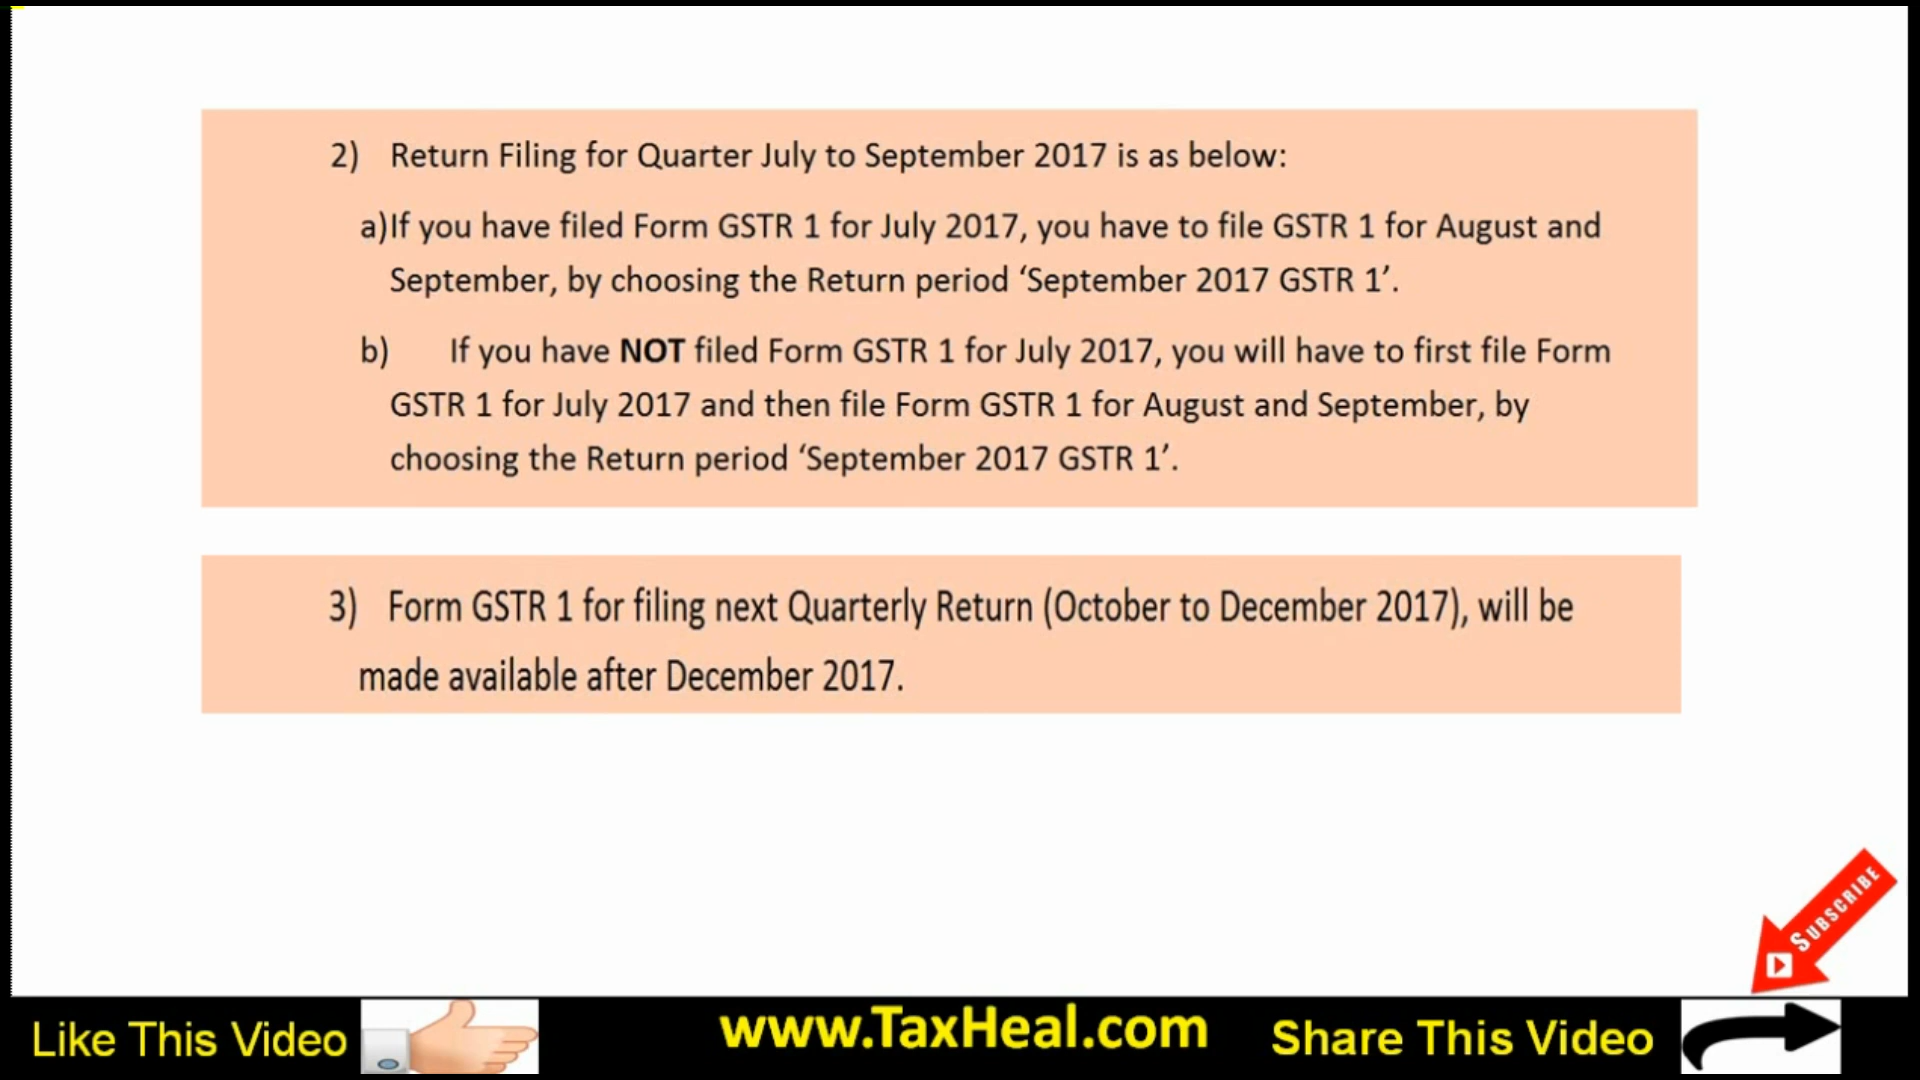 2) Return Filing for Quarter July to September 2017 is as below:
a)If you have filed Form GSTR 1 for July 2017, you have to file GSTR 1 for August and
September, by choosing the Return period ‘September 2017 GSTR 1’.
b) If you have NOT filed Form GSTR 1 for July 2017, you will have to first file Form
GSTR 1 for July 2017 and then file Form GSTR 1 for August and September, by
choosing the Return period ‘September 2017 GSTR 1’.
3) Form GSTR 1 for filing next Quarterly Return (October to December 2017), will be
made available after December 2017.
SUBSCRIBE
Like This Video
www.TaxHeal.com
Share This Video